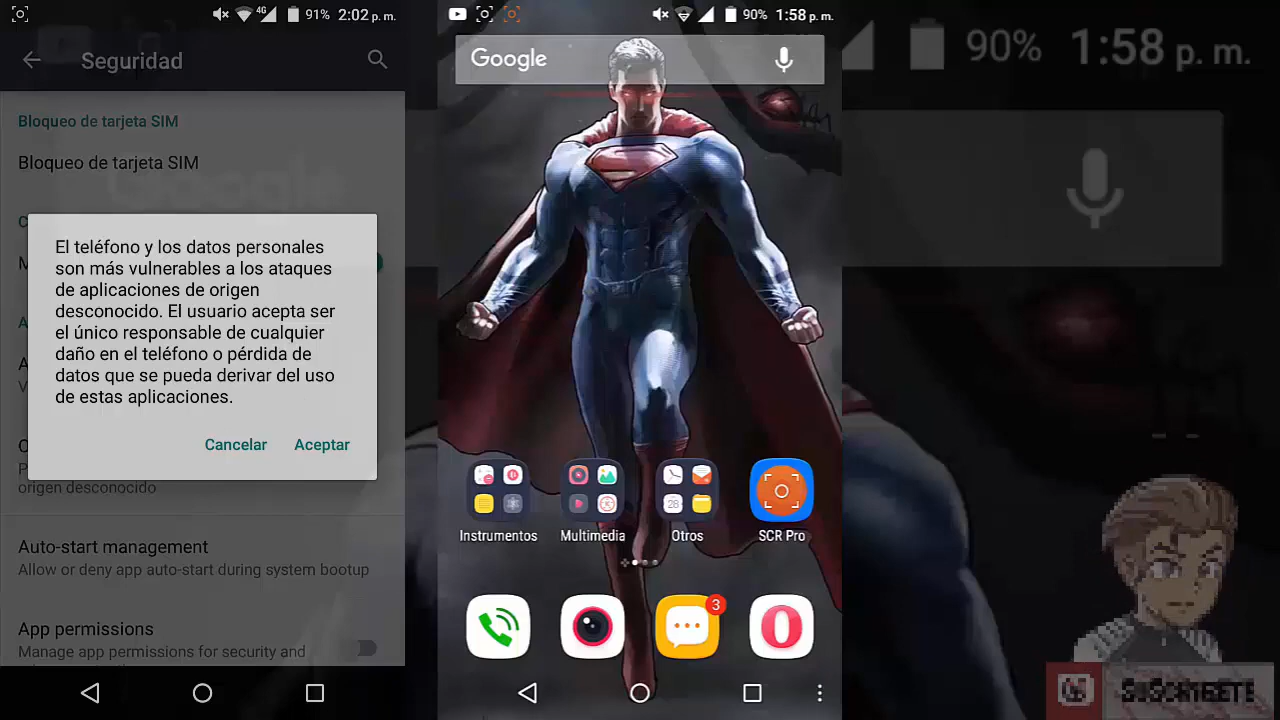 91% 2:02 p. m.
Seguridad
Bloqueo de tarjeta SIM
Bloqueo de tarjeta SIM
El teléfono y los datos personales
son más vulnerables a los ataques
de aplicaciones de origen
desconocido. El usuario acepta ser
el único responsable de cualquier
daño en el teléfono o pérdida de
datos que se pueda derivar del uso
de estas aplicaciones.
Cancelar Aceptar
origen desconocido
Auto-start management
Allow or deny app auto-start during system bootup
App permissions
Manage app permissions for security and
4G
90% 1:58 p. m.
Google
28
Instrumentos Multimedia Otros SCR Pro
3
90% 1:58 p. m.
Google
SUSCRIBETE